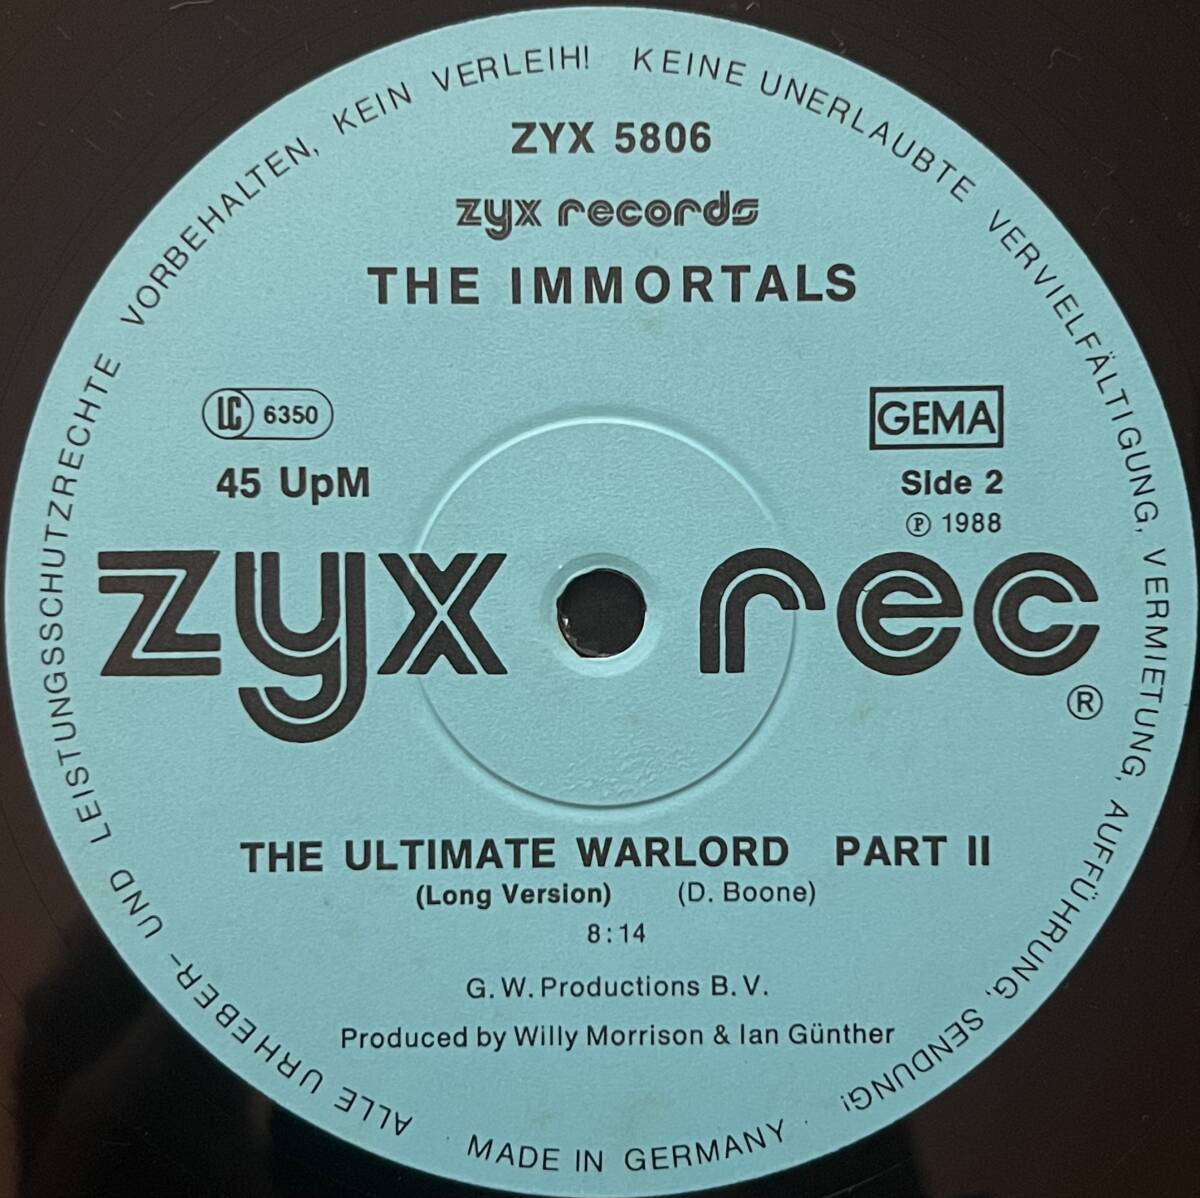 ALLE URHEBER- UND LEISTUNGSSCHUTZRECHTE VORBEHALTEN, KEIN VERLEIH! KEINE UNERLAUBTE VERVIELFÄLTIGUNG, VERMIETUNG, AUFFÜHRUNG, SENDUNG!
ZYX 5806
zyx records
THE IMMORTALS
LC 6350
GEMA
45 UpM
Side 2
℗ 1988
zyx rec
®
THE ULTIMATE WARLORD PART II
(Long Version) (D. Boone)
8:14
G. W. Productions B. V.
Produced by Willy Morrison & Ian Günther
· MADE IN GERMANY ·